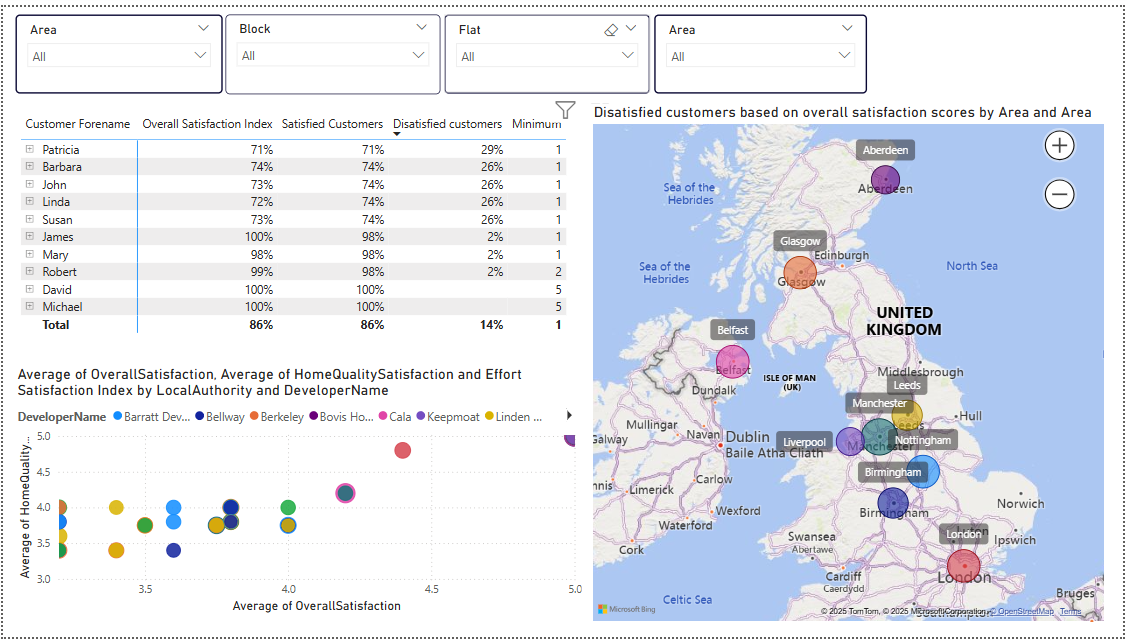 Area
Block
Flat
Area
All
All
All
All
Customer Forename Overall Satisfaction Index Satisfied Customers Disatisfied customers Minimum
Patricia 71% 71% 29% 1
Barbara 74% 74% 26% 1
John 73% 74% 26% 1
Linda 72% 74% 26% 1
Susan 73% 74% 26% 1
James 100% 98% 2% 1
Mary 98% 98% 2% 1
Robert 99% 98% 2% 2
David 100% 100% 5
Michael 100% 100% 5
Total 86% 86% 14% 1
Average of OverallSatisfaction, Average of HomeQualitySatisfaction and Effort
Satisfaction Index by LocalAuthority and DeveloperName
DeveloperName Barratt Dev... Bellway Berkeley Bovis Ho... Cala Keepmoat Linden ...
Average of HomeQuality...
5.0
4.5
4.0
3.5
3.0
3.5 4.0 4.5 5.0
Average of OverallSatisfaction
Disatisfied customers based on overall satisfaction scores by Area and Area
Aberdeen
Aberdeen
Sea of the
Hebrides
Glasgow
Edinburgh
Sea of the
Hebrides
North Sea
Glasgow
UNITED
KINGDOM
Belfast
Belfast
ISLE OF MAN
(UK)
Middlesbrough
Dundalk
Leeds
Manchester
Hull
Leeds
Mullingar
Navan
Galway
Dublin
Baile Átha Cliath
Liverpool
Manchester
Nottingham
Birmingham
Carlow
Limerick
Wexford
Waterford
Norwich
Birmingham
Cork
Swansea
Abertawe
London
Ipswich
London
Cardiff
Caerdydd
Celtic Sea
Bruges
Southampton
Microsoft Bing
© 2025 TomTom, © 2025 Microsoft Corporation, © OpenStreetMap Terms